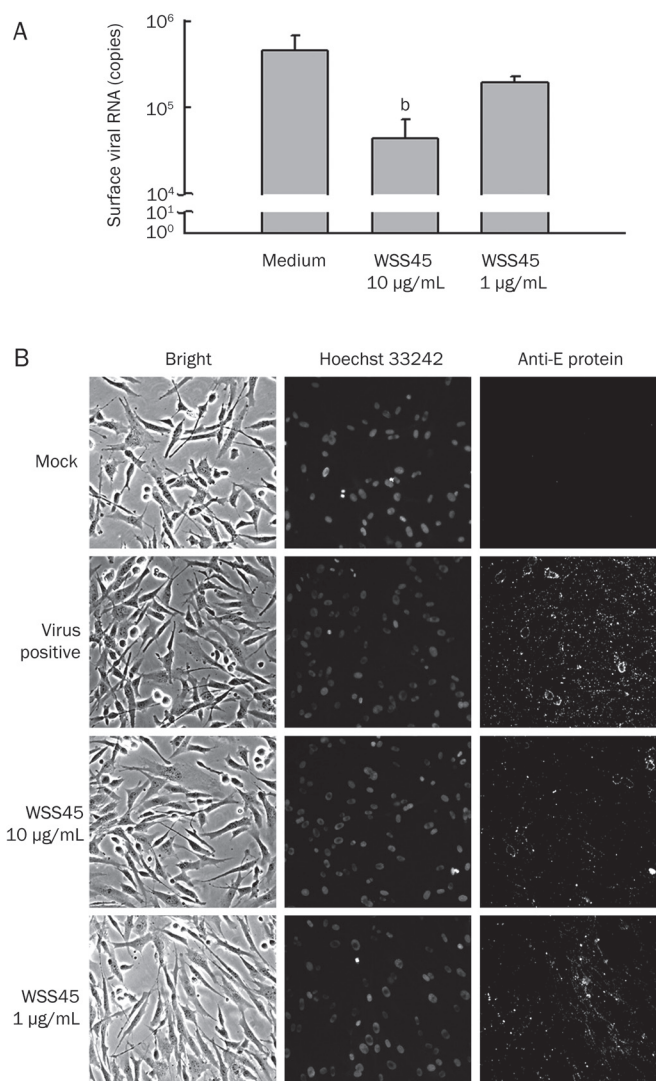 A
Surface viral RNA (copies)
10⁶
10⁵
10⁴
10¹
10⁰
b
Medium
WSS45
10 µg/mL
WSS45
1 µg/mL
B
Bright
Hoechst 33242
Anti-E protein
Mock
Virus
positive
WSS45
10 µg/mL
WSS45
1 µg/mL